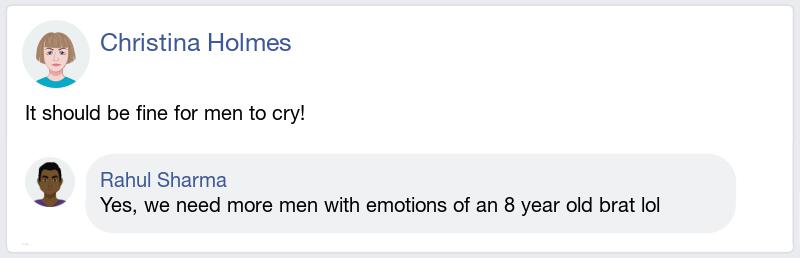 Christina Holmes
It should be fine for men to cry!
Rahul Sharma
Yes, we need more men with emotions of an 8 year old brat lol